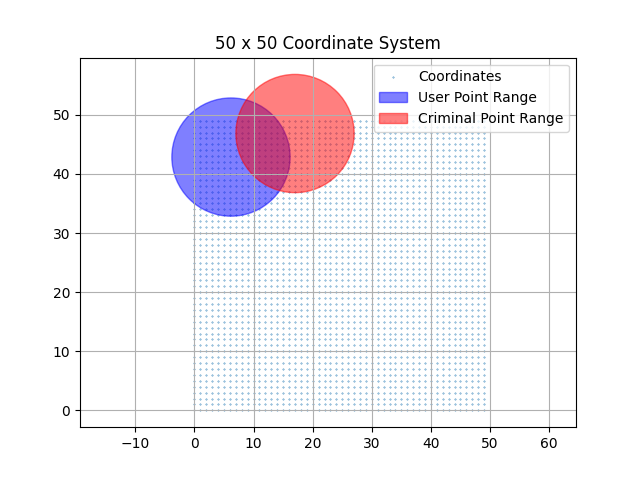 50 x 50 Coordinate System
Coordinates
User Point Range
Criminal Point Range
50
40
30
20
10
0
−10 0 10 20 30 40 50 60